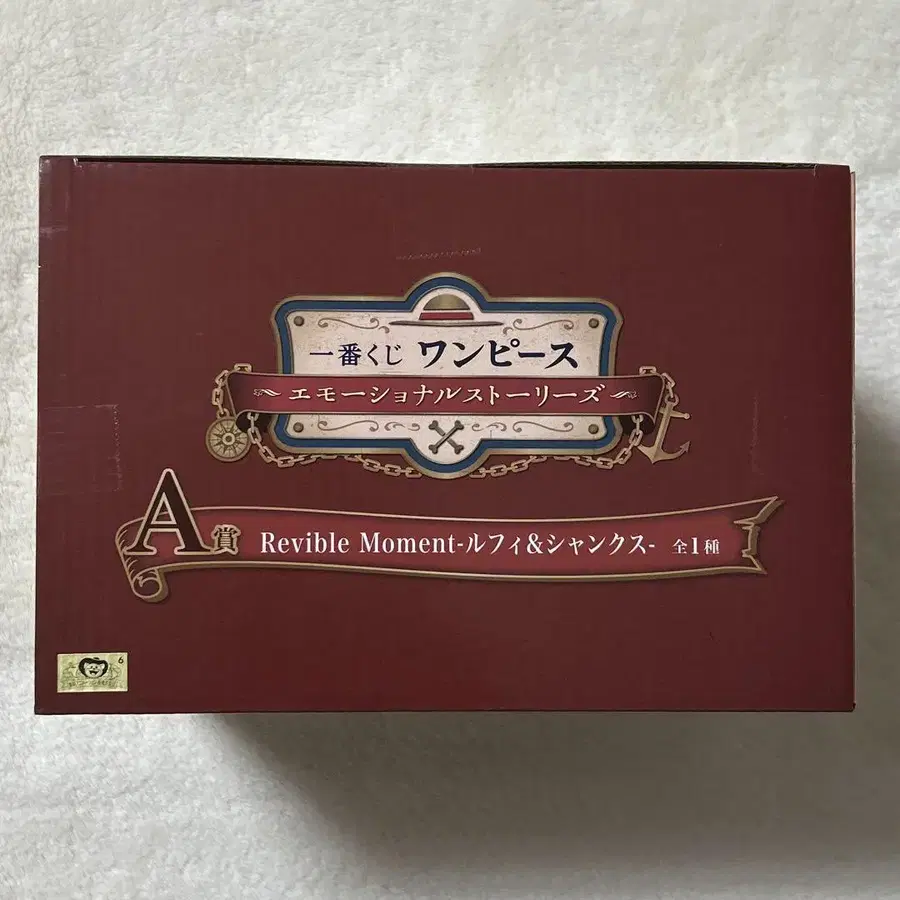 一番くじ ワンピース
~エモーショナルストーリーズ~
A賞 Revible Moment-ルフィ&シャンクス- 全1種
6